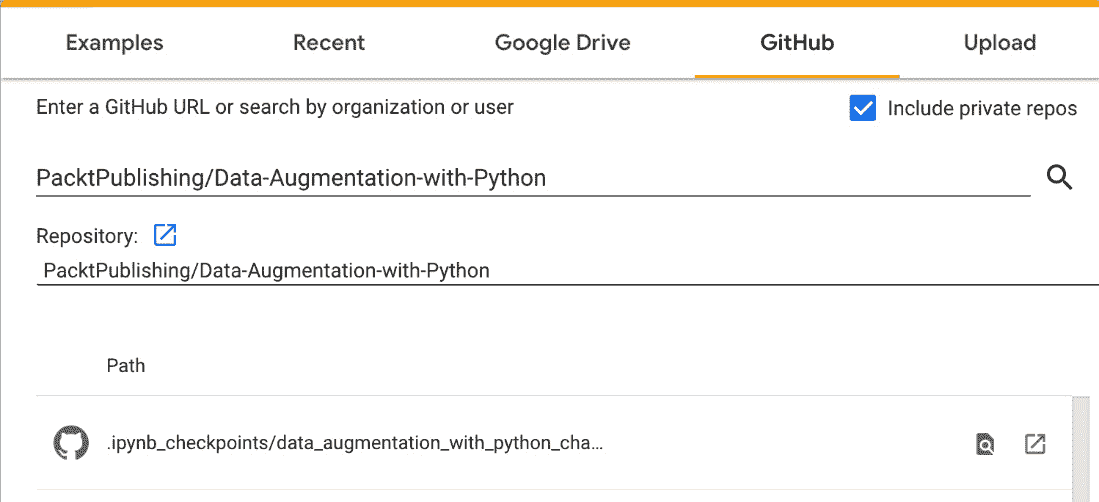 Examples Recent Google Drive GitHub Upload
Enter a GitHub URL or search by organization or user Include private repos
PacktPublishing/Data-Augmentation-with-Python
Repository:
PacktPublishing/Data-Augmentation-with-Python
Path
.ipynb_checkpoints/data_augmentation_with_python_cha...